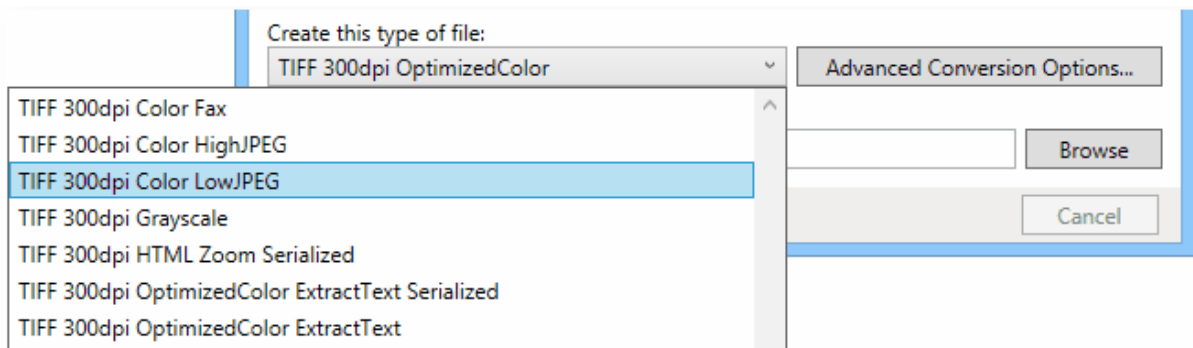 Create this type of file:
TIFF 300dpi OptimizedColor
Advanced Conversion Options...
TIFF 300dpi Color Fax
TIFF 300dpi Color HighJPEG
TIFF 300dpi Color LowJPEG
TIFF 300dpi Grayscale
TIFF 300dpi HTML Zoom Serialized
TIFF 300dpi OptimizedColor ExtractText Serialized
TIFF 300dpi OptimizedColor ExtractText
Browse
Cancel